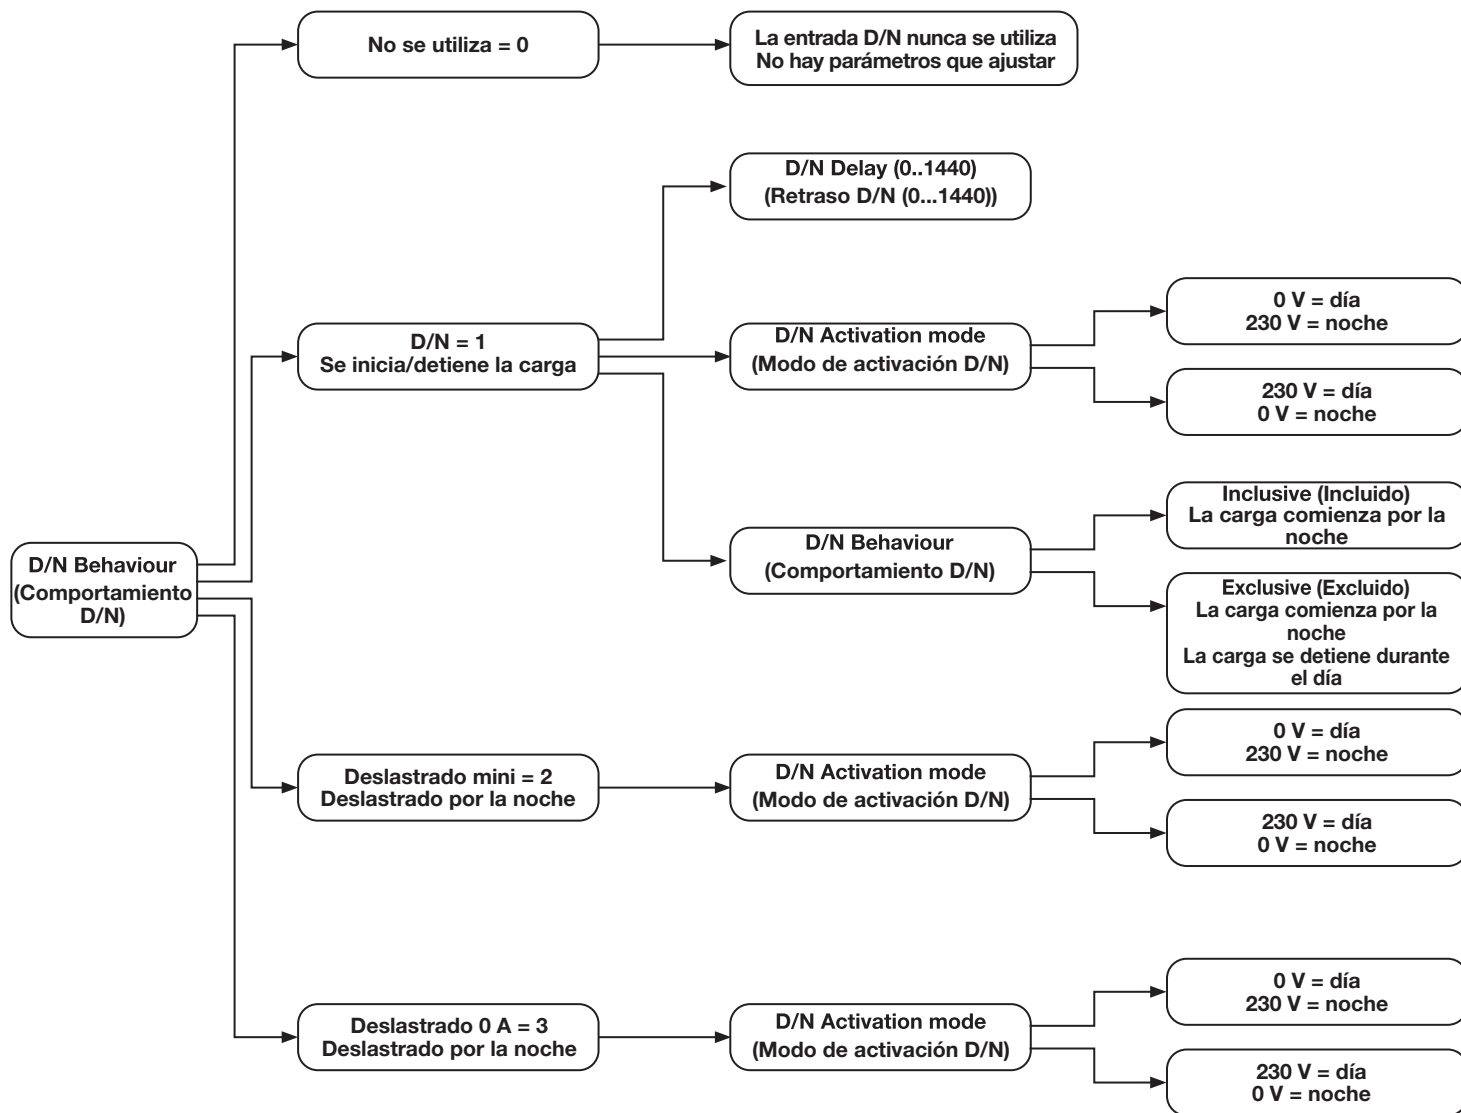 No se utiliza = 0
La entrada D/N nunca se utiliza
No hay parámetros que ajustar
D/N Delay (0..1440)
(Retraso D/N (0...1440))
D/N = 1
Se inicia/detiene la carga
D/N Activation mode
(Modo de activación D/N)
0 V = día
230 V = noche
230 V = día
0 V = noche
D/N Behaviour
(Comportamiento D/N)
Inclusive (Incluido)
La carga comienza por la
noche
Exclusive (Excluido)
La carga comienza por la
noche
La carga se detiene durante
el día
D/N Behaviour
(Comportamiento
D/N)
Deslastrado mini = 2
Deslastrado por la noche
D/N Activation mode
(Modo de activación D/N)
0 V = día
230 V = noche
230 V = día
0 V = noche
Deslastrado 0 A = 3
Deslastrado por la noche
D/N Activation mode
(Modo de activación D/N)
0 V = día
230 V = noche
230 V = día
0 V = noche